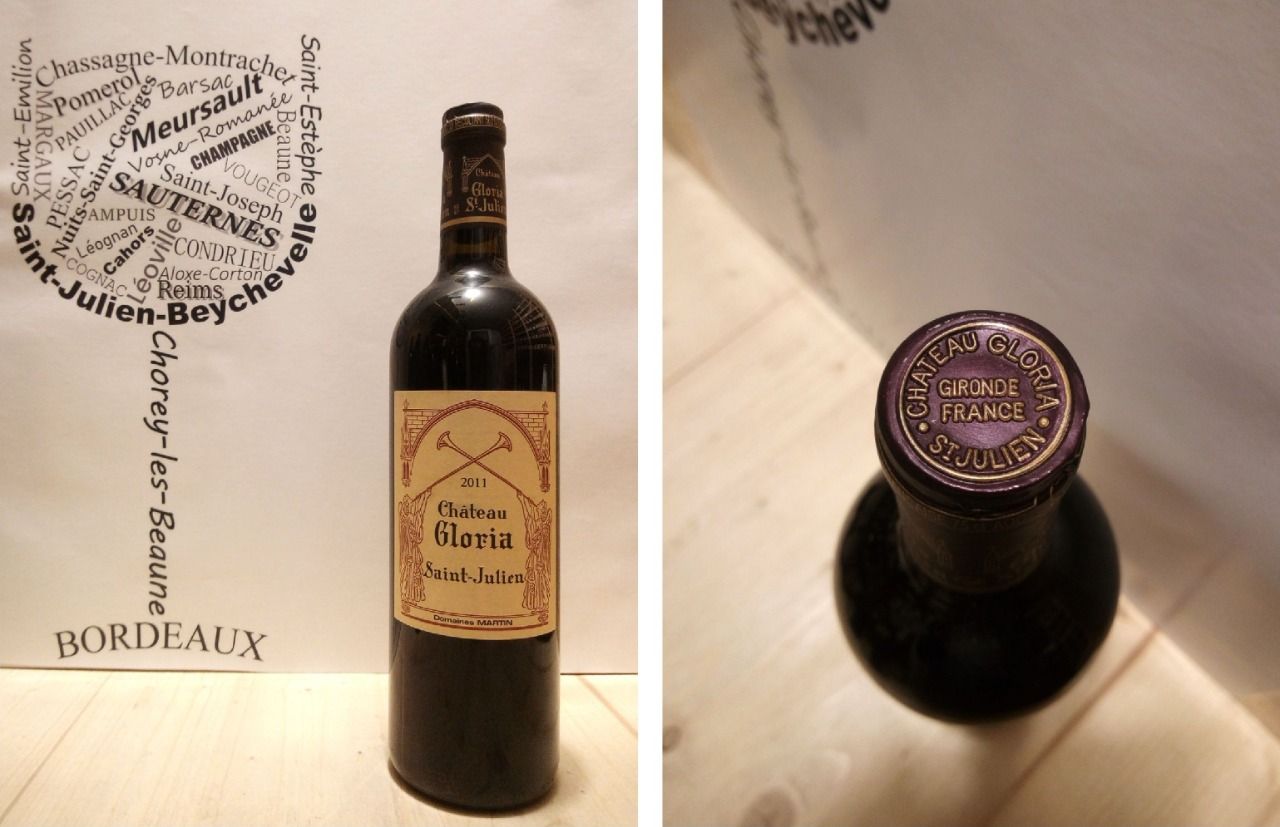 Saint-Emilion
Chassagne-Montrachet
Saint-Estèphe
MARGAUX
Pomerol
Barsac
PAUILLAC
Meursault
Nuits-Saint-Georges
Vosne-Romanée
Beaune
CHAMPAGNE
PESSAC
VOUGEOT
Saint-Joseph
SAUTERNES
AMPUIS
Léognan
Cahors
Léoville
CONDRIEU
COGNAC
Aloxe-Corton
Reims
Saint-Julien-Beychevelle
Chorey-les-Beaune
BORDEAUX
Château
Gloria
St Julien
2011
Château
Gloria
Saint-Julien
Domaines MARTIN
Beycheve
CHATEAU GLORIA
GIRONDE
FRANCE
ST JULIEN